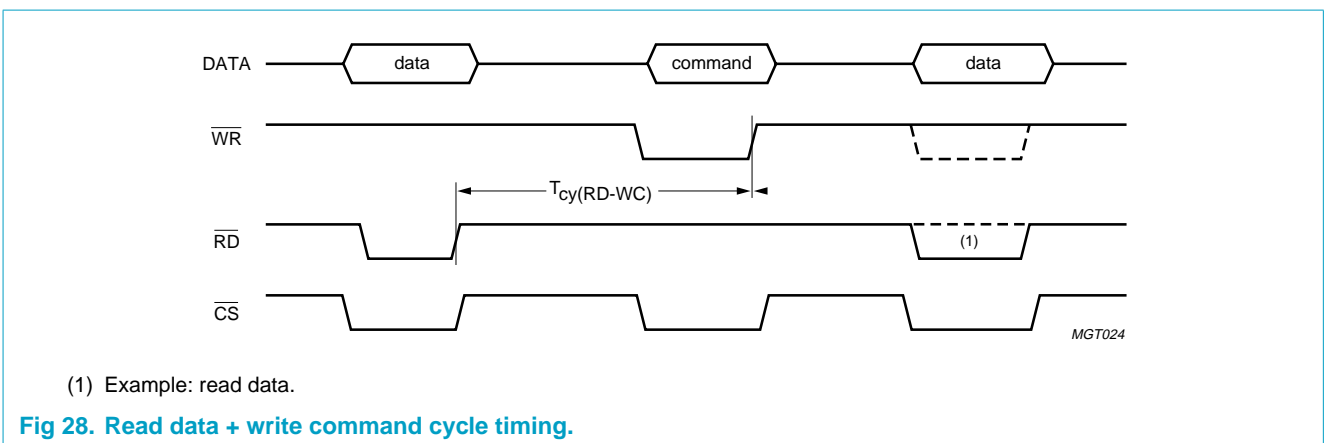 DATA data command data
WR
Tcy(RD-WC)
RD (1)
CS
MGT024
(1) Example: read data.
Fig 28. Read data + write command cycle timing.